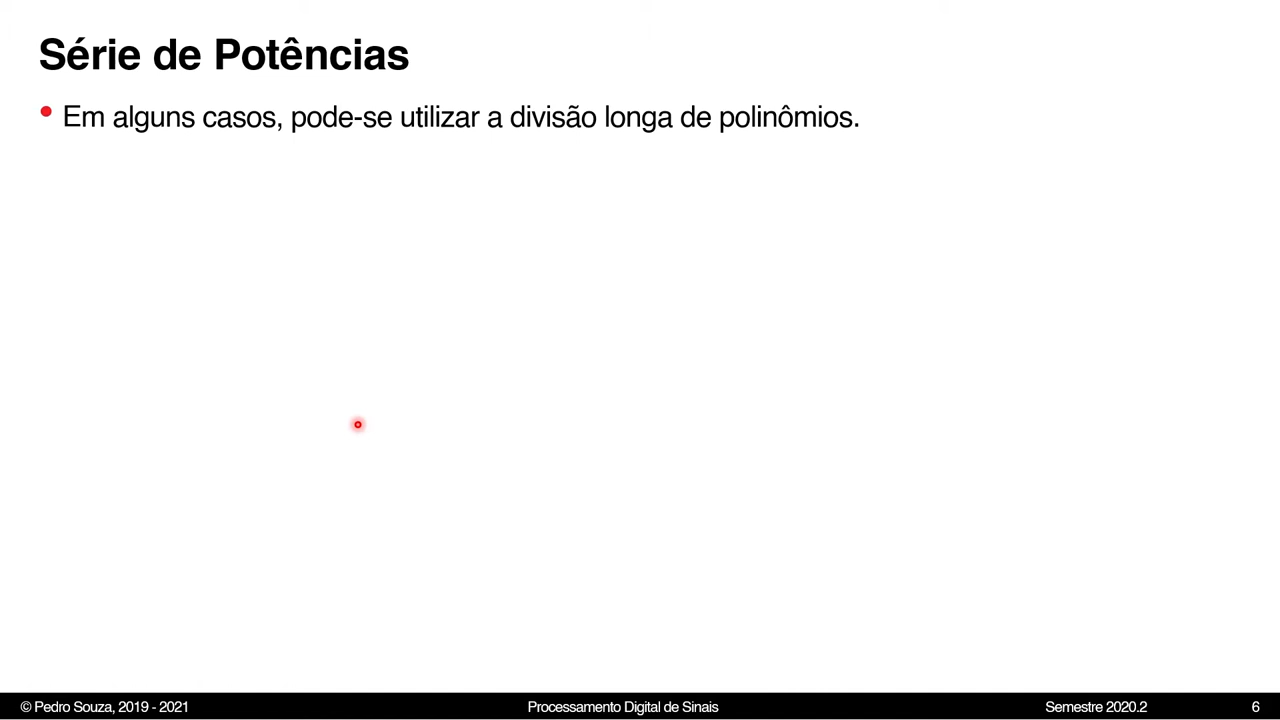 Série de Potências
• Em alguns casos, pode-se utilizar a divisão longa de polinômios.
© Pedro Souza, 2019 - 2021 Processamento Digital de Sinais Semestre 2020.2 6